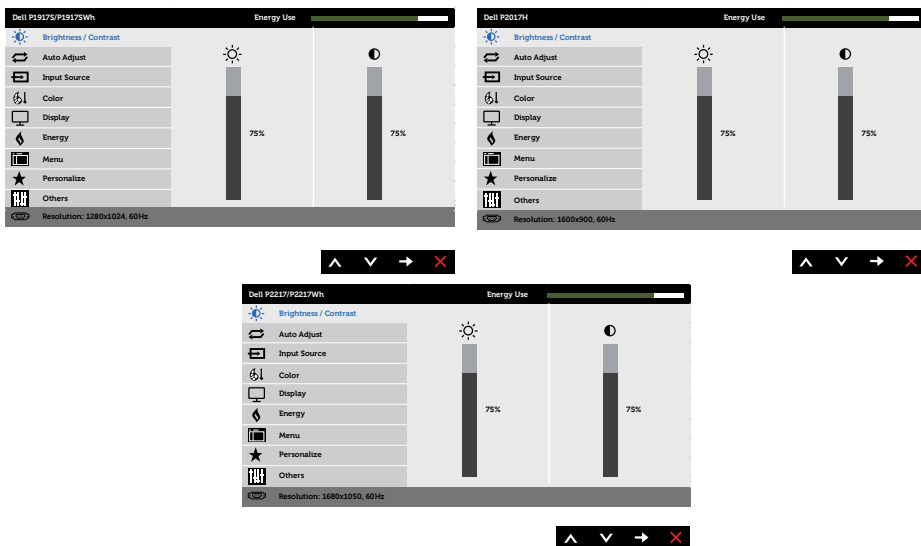 Dell P1917S/P1917SWh Energy Use
Brightness / Contrast
Auto Adjust
Input Source
Color
Display
Energy
Menu
Personalize
Others
75% 75%
Resolution: 1280x1024, 60Hz
Dell P2017H Energy Use
Brightness / Contrast
Auto Adjust
Input Source
Color
Display
Energy
Menu
Personalize
Others
75% 75%
Resolution: 1600x900, 60Hz
Dell P2217/P2217Wh Energy Use
Brightness / Contrast
Auto Adjust
Input Source
Color
Display
Energy
Menu
Personalize
Others
75% 75%
Resolution: 1680x1050, 60Hz